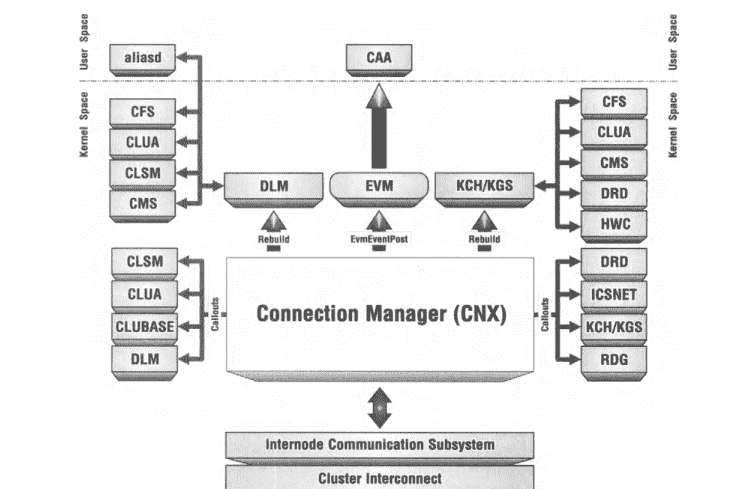 User Space
User Space
aliasd
CAA
Kernel Space
Kernel Space
CFS
CLUA
CLSM
CMS
CFS
CLUA
CMS
DRD
HWC
DLM
EVM
KCH/KGS
Rebuild
EvmEventPost
Rebuild
CLSM
CLUA
CLUBASE
DLM
Callouts
Connection Manager (CNX)
Callouts
DRD
ICSNET
KCH/KGS
RDG
Internode Communication Subsystem
Cluster Interconnect